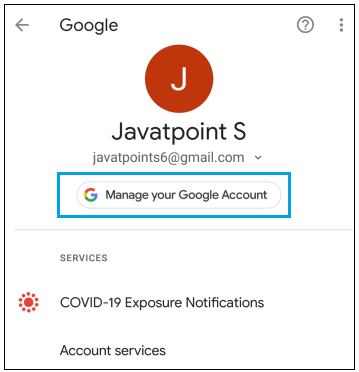 Google
J
Javatpoint S
javatpoints6@gmail.com
G Manage your Google Account
SERVICES
COVID-19 Exposure Notifications
Account services